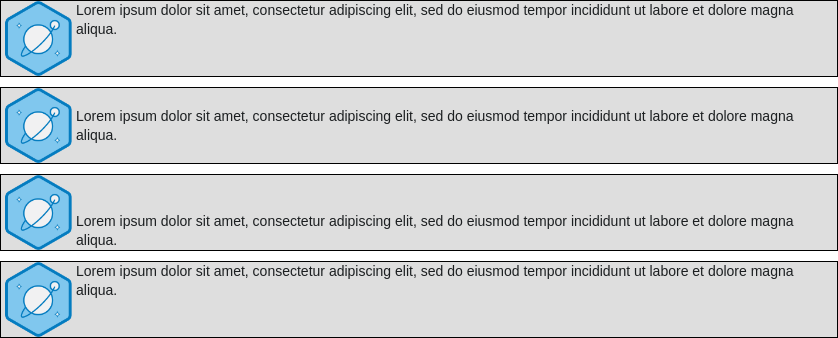 Lorem ipsum dolor sit amet, consectetur adipiscing elit, sed do eiusmod tempor incididunt ut labore et dolore magna
aliqua.
Lorem ipsum dolor sit amet, consectetur adipiscing elit, sed do eiusmod tempor incididunt ut labore et dolore magna
aliqua.
Lorem ipsum dolor sit amet, consectetur adipiscing elit, sed do eiusmod tempor incididunt ut labore et dolore magna
aliqua.
Lorem ipsum dolor sit amet, consectetur adipiscing elit, sed do eiusmod tempor incididunt ut labore et dolore magna
aliqua.